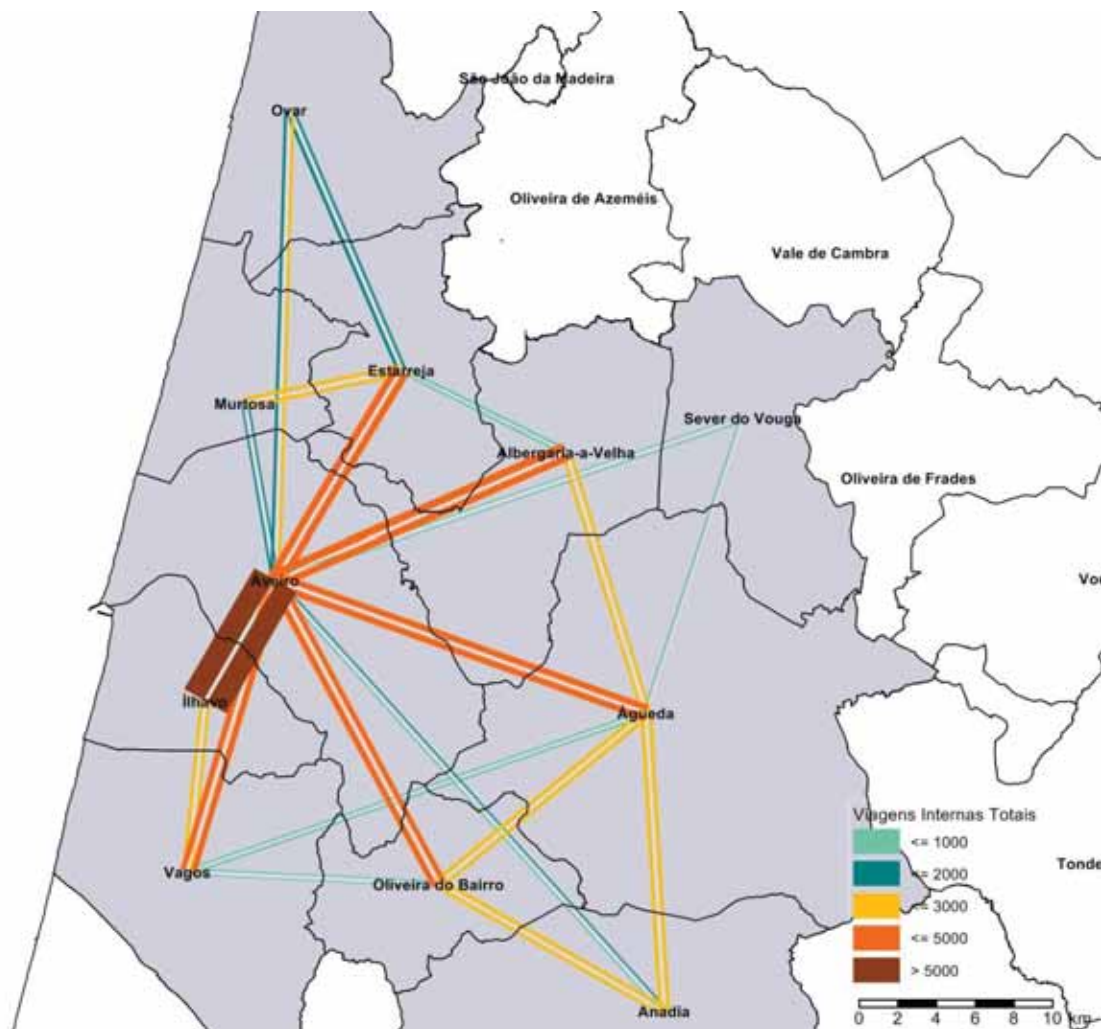 São João da Madeira
Ovar
Oliveira de Azeméis
Vale de Cambra
Estarreja
Murtosa
Sever do Vouga
Albergaria-a-Velha
Oliveira de Frades
Aveiro
Vou
Ílhavo
Águeda
Viagens Internas Totais
<= 1000
<= 2000
<= 3000
<= 5000
> 5000
Tonde
Vagos
Oliveira do Bairro
Anadia
0 2 4 6 8 10 km